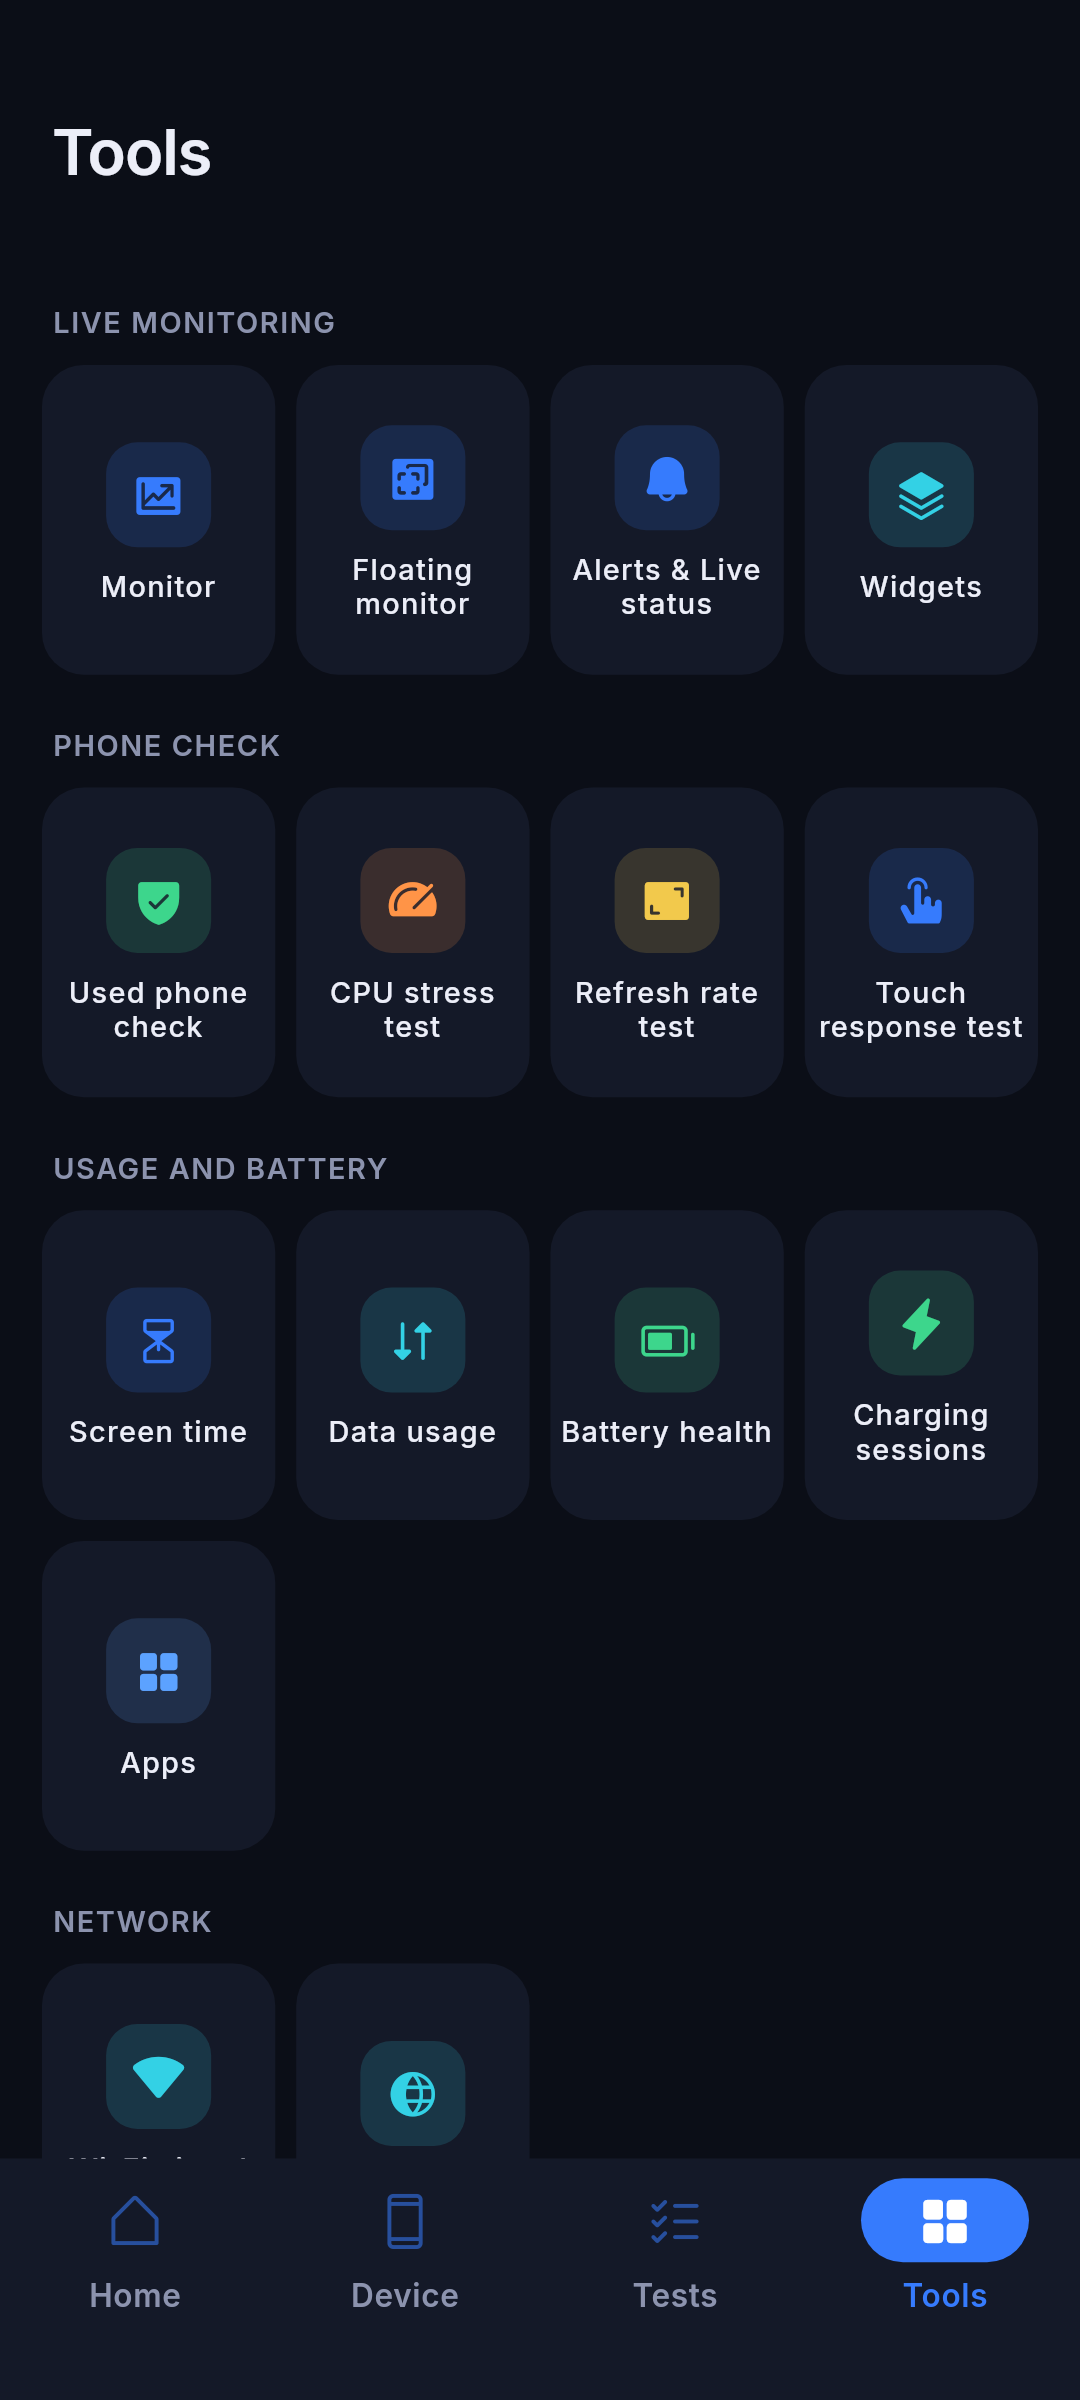 Tools
LIVE MONITORING
Monitor
Floating
monitor
Alerts & Live
status
Widgets
PHONE CHECK
Used phone
check
CPU stress
test
Refresh rate
test
Touch
response test
USAGE AND BATTERY
Screen time
Data usage
Battery health
Charging
sessions
Apps
NETWORK
Home
Device
Tests
Tools